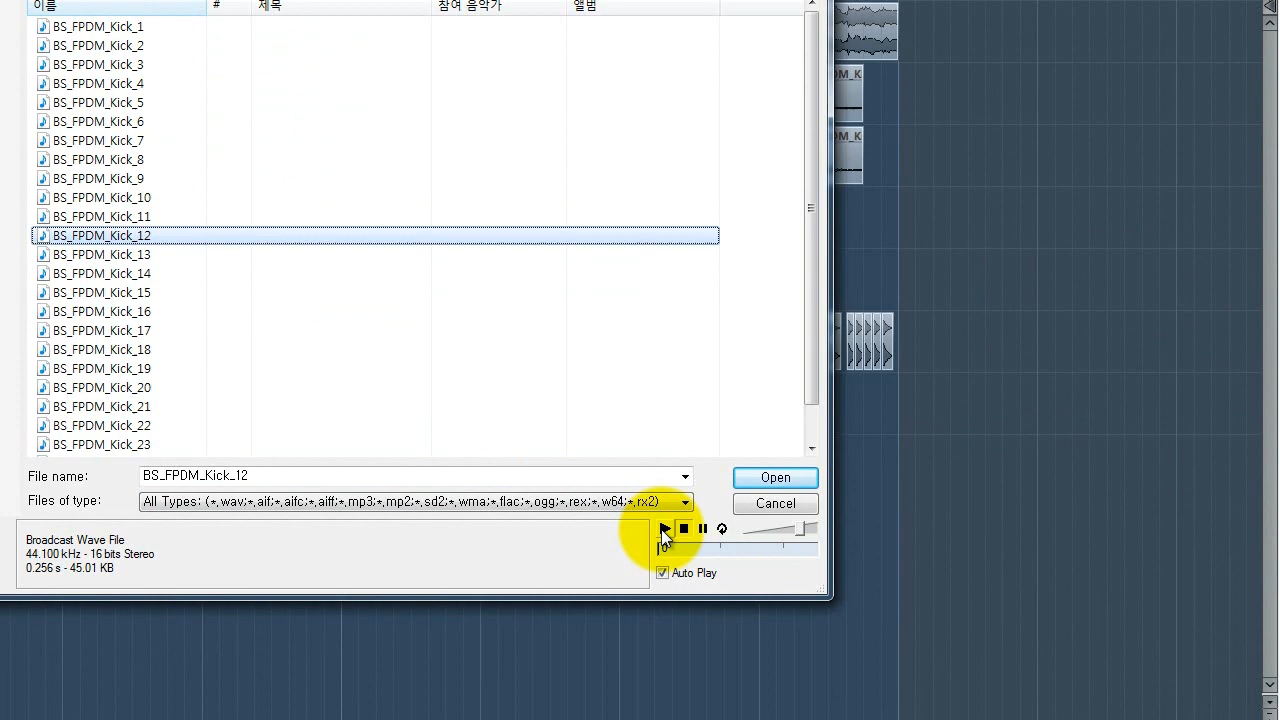 이름 # 제목 참여 음악가 앨범
BS_FPDM_Kick_1
BS_FPDM_Kick_2
BS_FPDM_Kick_3
BS_FPDM_Kick_4
BS_FPDM_Kick_5
BS_FPDM_Kick_6
BS_FPDM_Kick_7
BS_FPDM_Kick_8
BS_FPDM_Kick_9
BS_FPDM_Kick_10
BS_FPDM_Kick_11
BS_FPDM_Kick_12
BS_FPDM_Kick_13
BS_FPDM_Kick_14
BS_FPDM_Kick_15
BS_FPDM_Kick_16
BS_FPDM_Kick_17
BS_FPDM_Kick_18
BS_FPDM_Kick_19
BS_FPDM_Kick_20
BS_FPDM_Kick_21
BS_FPDM_Kick_22
BS_FPDM_Kick_23
DM_K
DM_K
File name: BS_FPDM_Kick_12 Open
Files of type: All Types: (*,wav;*,aif;*,aifc;*,aiff;*,mp3;*,mp2;*,sd2;*,wma;*,flac;*,ogg;*,rex;*,w64;*,rx2) Cancel
Broadcast Wave File
44.100 kHz - 16 bits Stereo
0.256 s - 45.01 KB
0
Auto Play